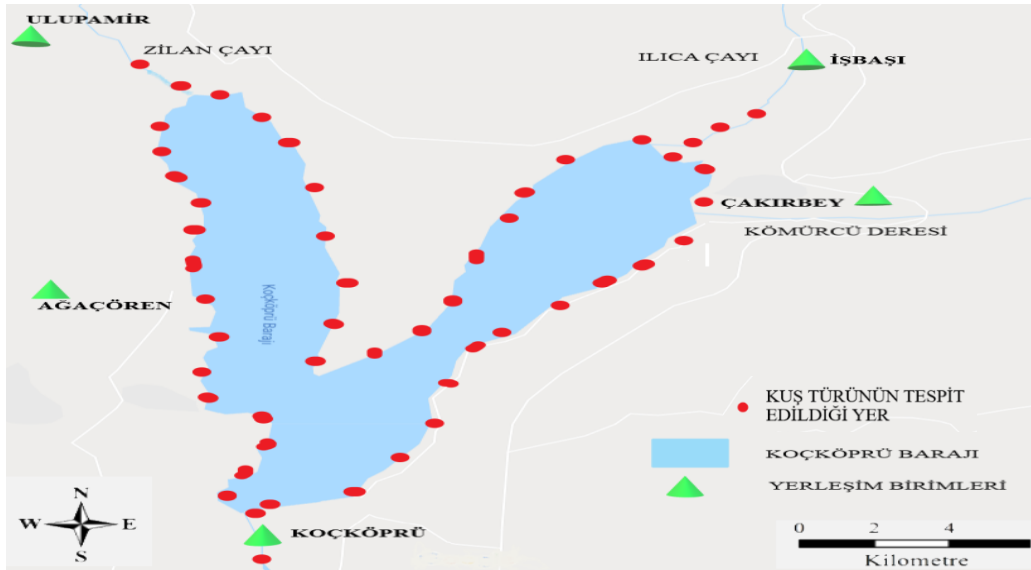 ULUPAMİR
ZİLAN ÇAYI
ILICA ÇAYI
İŞBAŞI
ÇAKIRBEY
KÖMÜRCÜ DERESİ
AĞAÇÖREN
Koçköprü Barajı
KUŞ TÜRÜNÜN TESPİT
EDİLDİĞİ YER
KOÇKÖPRÜ BARAJI
YERLEŞİM BİRİMLERİ
N
W E
S
KOÇKÖPRÜ
0 2 4
Kilometre